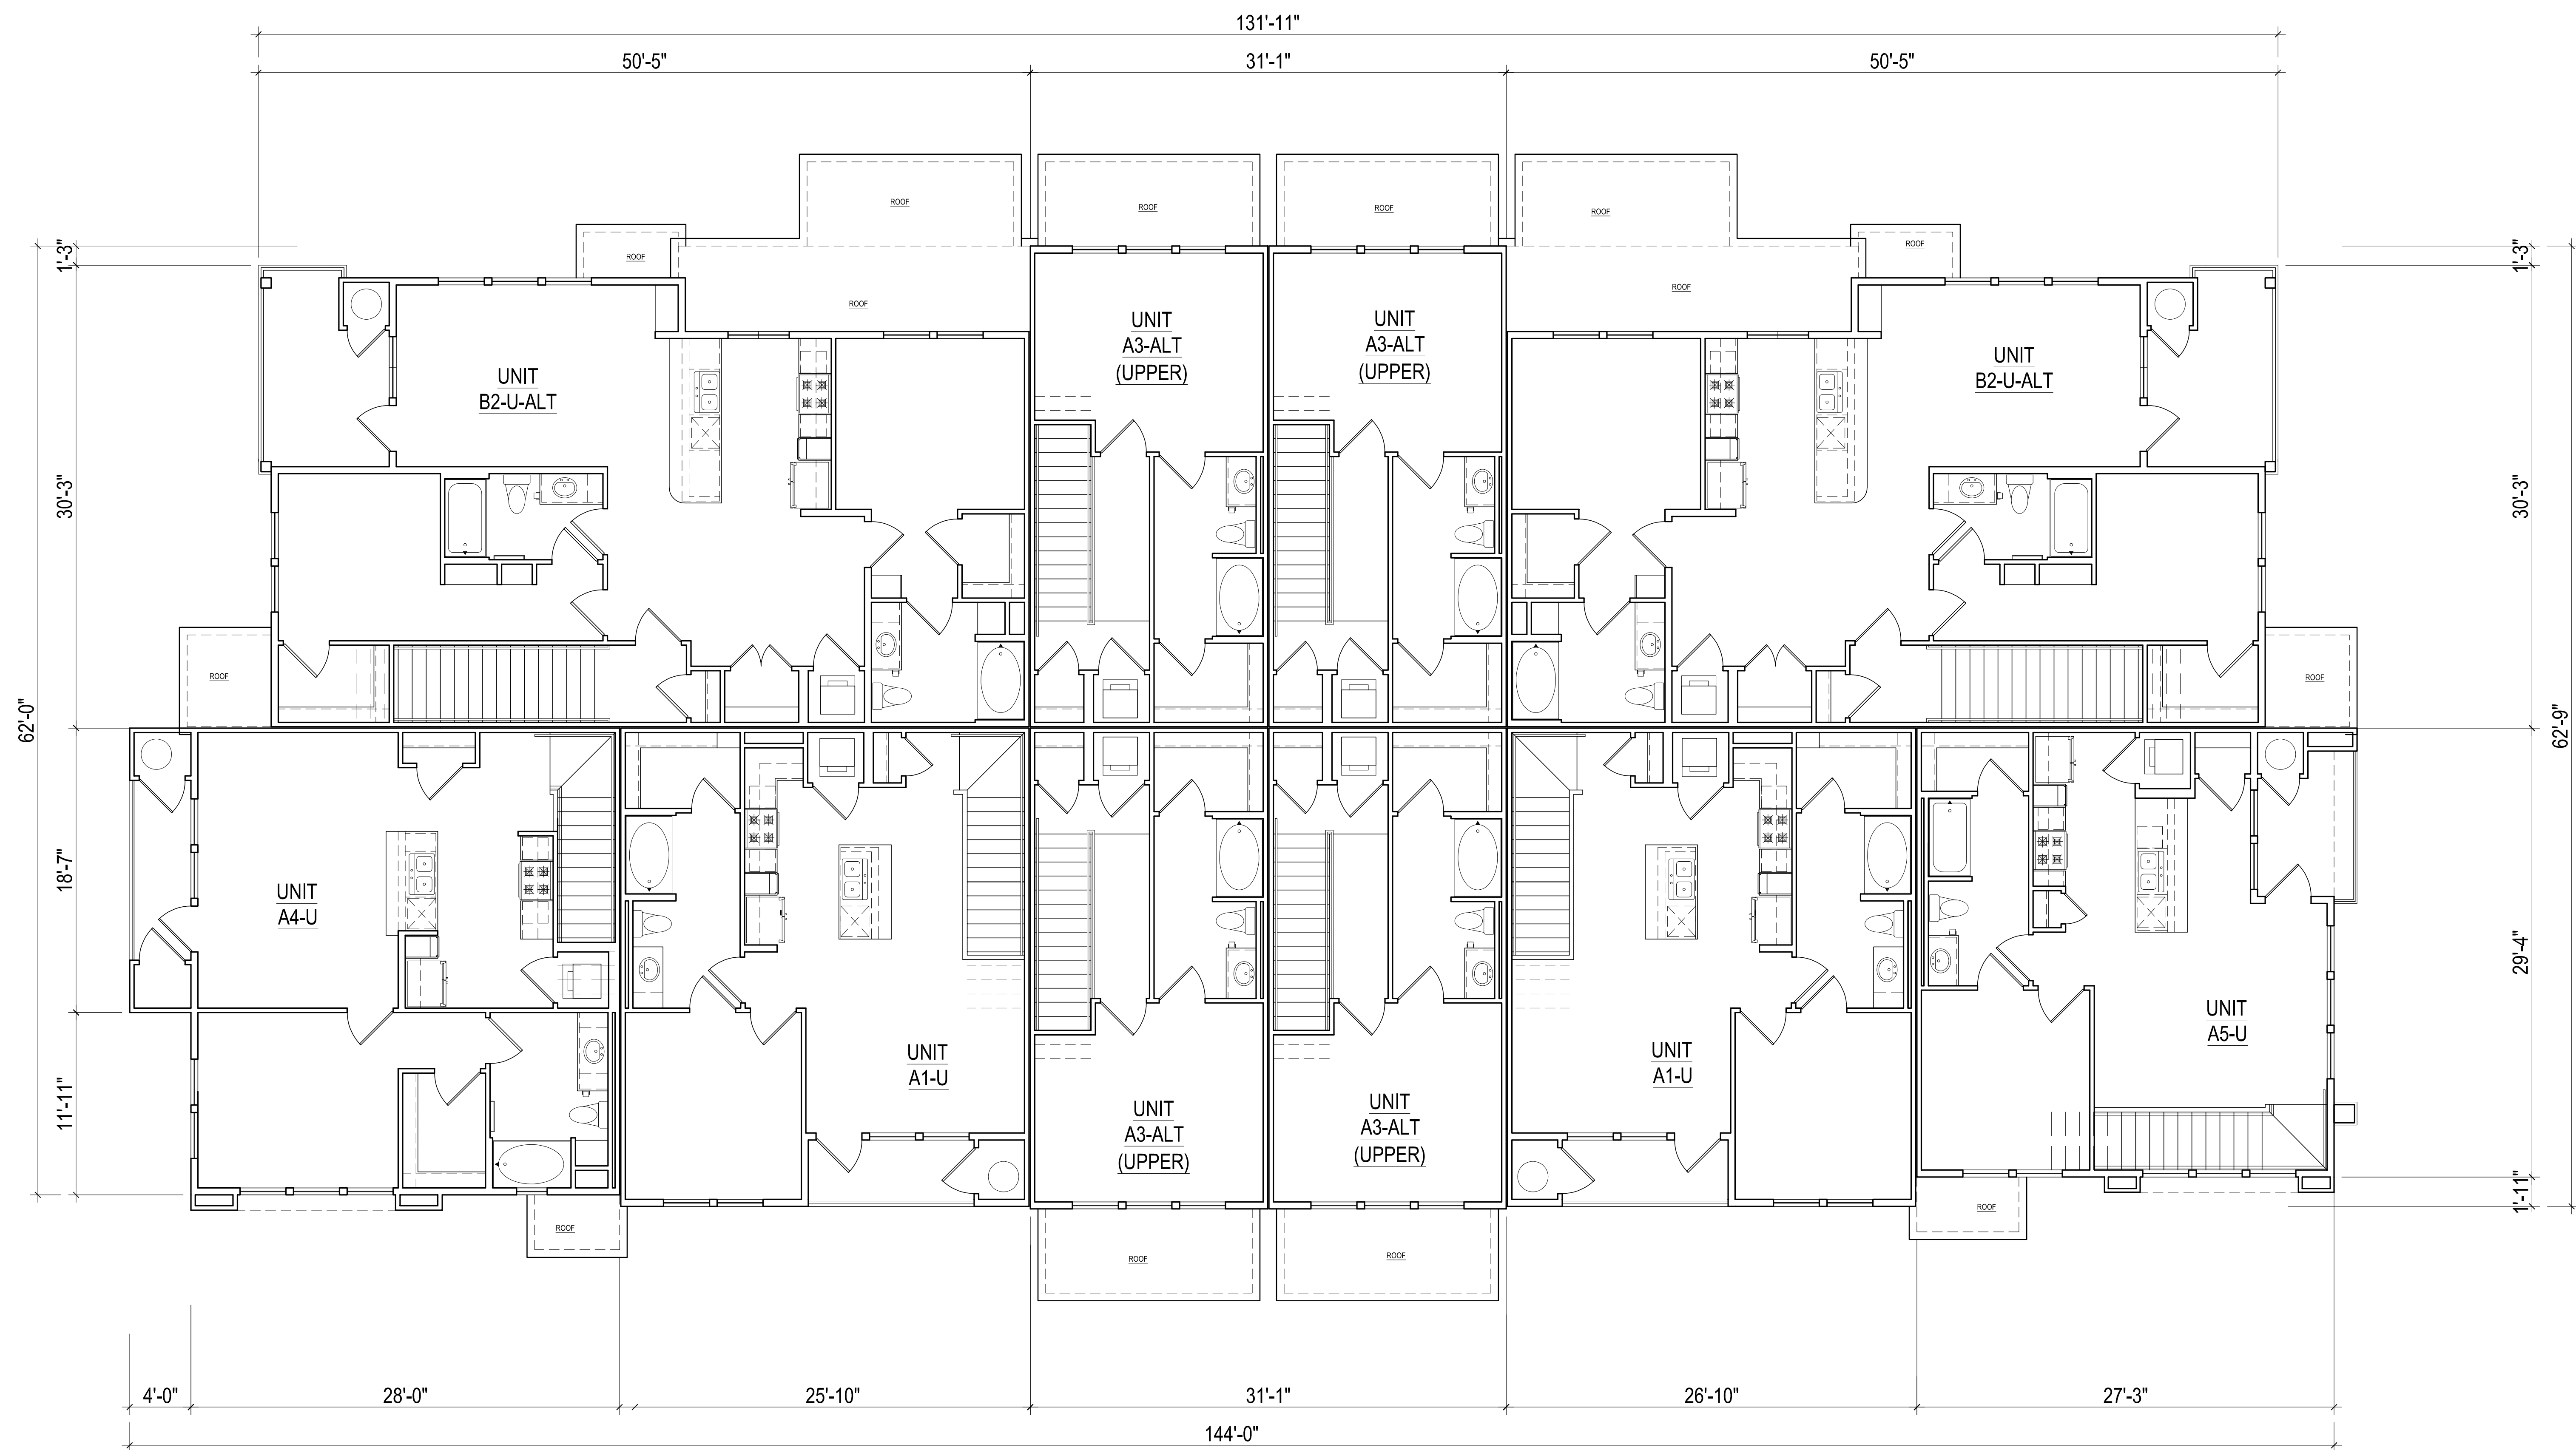 131'-11"
50'-5"
31'-1"
50'-5"
ROOF
ROOF
ROOF
ROOF
ROOF
ROOF
ROOF
ROOF
ROOF
1'-3"
1'-3"
UNIT
A3-ALT
(UPPER)
UNIT
A3-ALT
(UPPER)
UNIT
B2-U-ALT
UNIT
B2-U-ALT
30'-3"
30'-3"
ROOF
ROOF
62'-0"
62'-9"
18'-7"
UNIT
A4-U
29'-4"
UNIT
A5-U
UNIT
A1-U
UNIT
A1-U
11'-11"
UNIT
A3-ALT
(UPPER)
UNIT
A3-ALT
(UPPER)
1'-11"
ROOF
ROOF
ROOF
ROOF
4'-0"
28'-0"
25'-10"
31'-1"
26'-10"
27'-3"
144'-0"